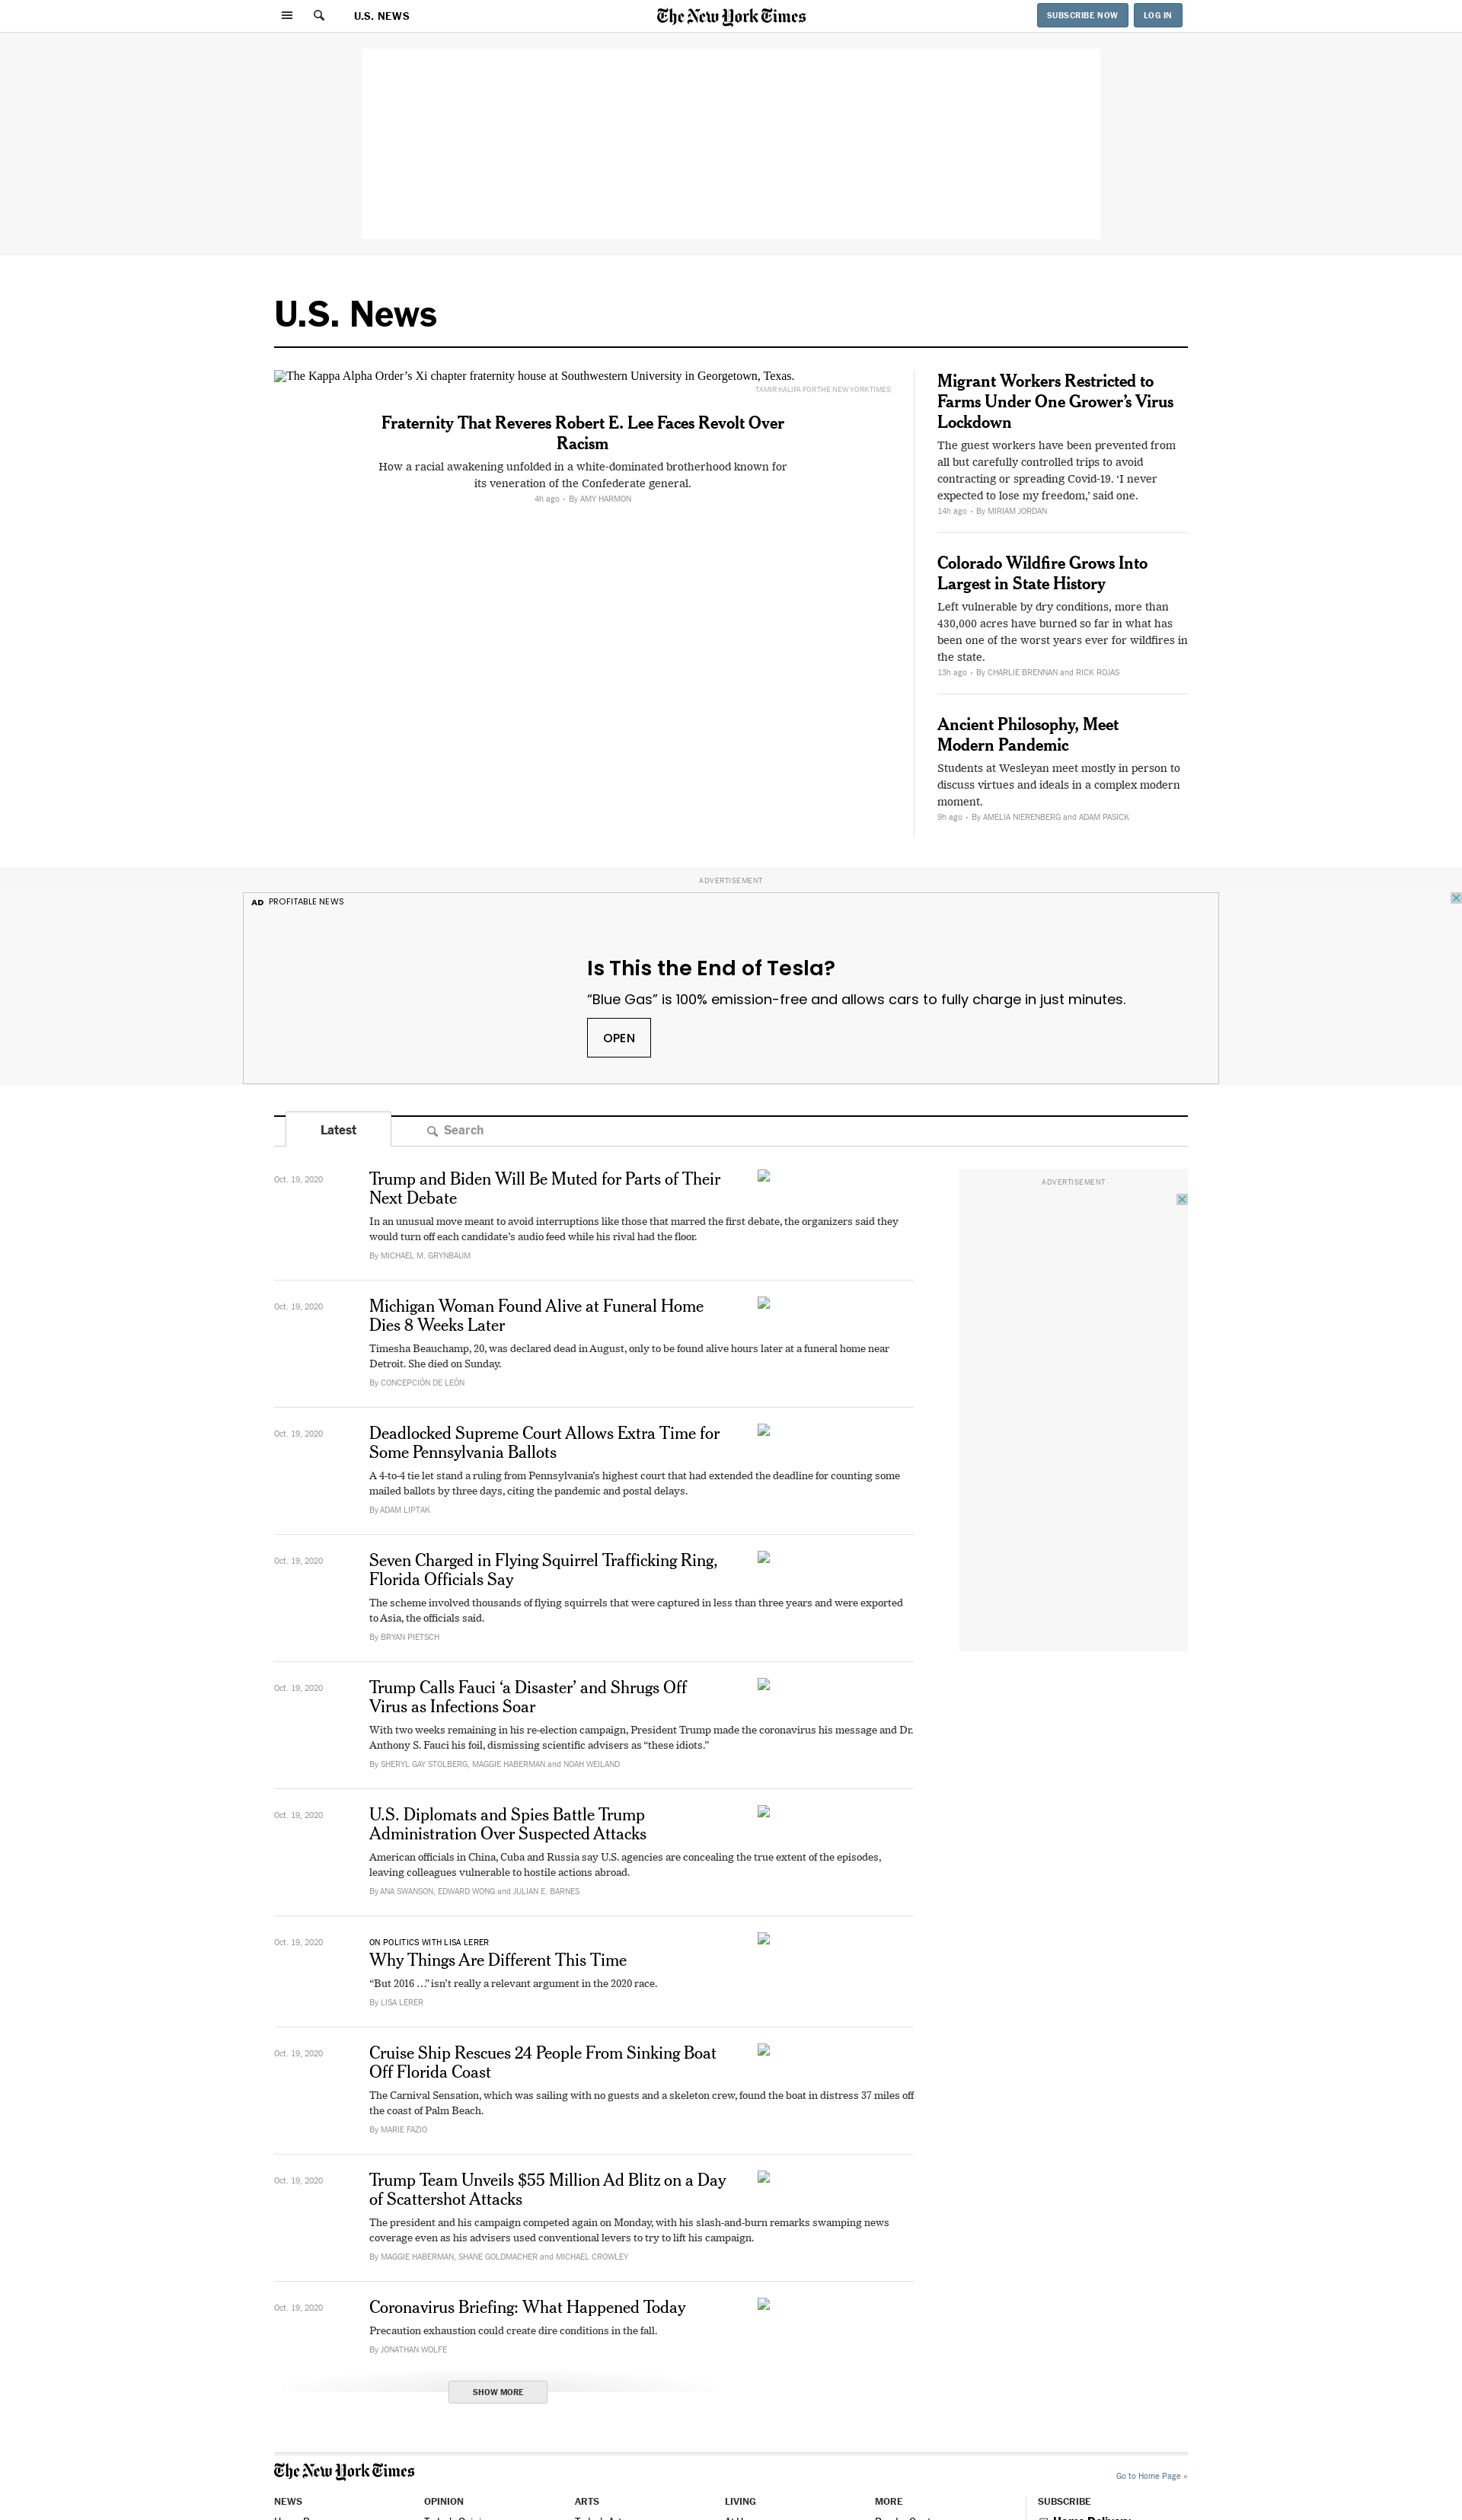 U.S. NEWS
The New York Times
SUBSCRIBE NOW
LOG IN
U.S. News
The Kappa Alpha Order’s Xi chapter fraternity house at Southwestern University in Georgetown, Texas.
TAMIR KALIFA FOR THE NEW YORK TIMES
Fraternity That Reveres Robert E. Lee Faces Revolt Over
Racism
How a racial awakening unfolded in a white-dominated brotherhood known for
its veneration of the Confederate general.
4h ago • By AMY HARMON
Migrant Workers Restricted to
Farms Under One Grower’s Virus
Lockdown
The guest workers have been prevented from
all but carefully controlled trips to avoid
contracting or spreading Covid-19. ‘I never
expected to lose my freedom,’ said one.
14h ago • By MIRIAM JORDAN
Colorado Wildfire Grows Into
Largest in State History
Left vulnerable by dry conditions, more than
430,000 acres have burned so far in what has
been one of the worst years ever for wildfires in
the state.
13h ago • By CHARLIE BRENNAN and RICK ROJAS
Ancient Philosophy, Meet
Modern Pandemic
Students at Wesleyan meet mostly in person to
discuss virtues and ideals in a complex modern
moment.
9h ago • By AMELIA NIERENBERG and ADAM PASICK
ADVERTISEMENT
AD PROFITABLE NEWS
Is This the End of Tesla?
“Blue Gas” is 100% emission-free and allows cars to fully charge in just minutes.
OPEN
Latest
Search
ADVERTISEMENT
Oct. 19, 2020
Trump and Biden Will Be Muted for Parts of Their
Next Debate
In an unusual move meant to avoid interruptions like those that marred the first debate, the organizers said they
would turn off each candidate’s audio feed while his rival had the floor.
By MICHAEL M. GRYNBAUM
Oct. 19, 2020
Michigan Woman Found Alive at Funeral Home
Dies 8 Weeks Later
Timesha Beauchamp, 20, was declared dead in August, only to be found alive hours later at a funeral home near
Detroit. She died on Sunday.
By CONCEPCIÓN DE LEÓN
Oct. 19, 2020
Deadlocked Supreme Court Allows Extra Time for
Some Pennsylvania Ballots
A 4-to-4 tie let stand a ruling from Pennsylvania’s highest court that had extended the deadline for counting some
mailed ballots by three days, citing the pandemic and postal delays.
By ADAM LIPTAK
Oct. 19, 2020
Seven Charged in Flying Squirrel Trafficking Ring,
Florida Officials Say
The scheme involved thousands of flying squirrels that were captured in less than three years and were exported
to Asia, the officials said.
By BRYAN PIETSCH
Oct. 19, 2020
Trump Calls Fauci ‘a Disaster’ and Shrugs Off
Virus as Infections Soar
With two weeks remaining in his re-election campaign, President Trump made the coronavirus his message and Dr.
Anthony S. Fauci his foil, dismissing scientific advisers as “these idiots.”
By SHERYL GAY STOLBERG, MAGGIE HABERMAN and NOAH WEILAND
Oct. 19, 2020
U.S. Diplomats and Spies Battle Trump
Administration Over Suspected Attacks
American officials in China, Cuba and Russia say U.S. agencies are concealing the true extent of the episodes,
leaving colleagues vulnerable to hostile actions abroad.
By ANA SWANSON, EDWARD WONG and JULIAN E. BARNES
Oct. 19, 2020
ON POLITICS WITH LISA LERER
Why Things Are Different This Time
“But 2016 …” isn’t really a relevant argument in the 2020 race.
By LISA LERER
Oct. 19, 2020
Cruise Ship Rescues 24 People From Sinking Boat
Off Florida Coast
The Carnival Sensation, which was sailing with no guests and a skeleton crew, found the boat in distress 37 miles off
the coast of Palm Beach.
By MARIE FAZIO
Oct. 19, 2020
Trump Team Unveils $55 Million Ad Blitz on a Day
of Scattershot Attacks
The president and his campaign competed again on Monday, with his slash-and-burn remarks swamping news
coverage even as his advisers used conventional levers to try to lift his campaign.
By MAGGIE HABERMAN, SHANE GOLDMACHER and MICHAEL CROWLEY
Oct. 19, 2020
Coronavirus Briefing: What Happened Today
Precaution exhaustion could create dire conditions in the fall.
By JONATHAN WOLFE
SHOW MORE
The New York Times
Go to Home Page »
NEWS
OPINION
ARTS
LIVING
MORE
SUBSCRIBE